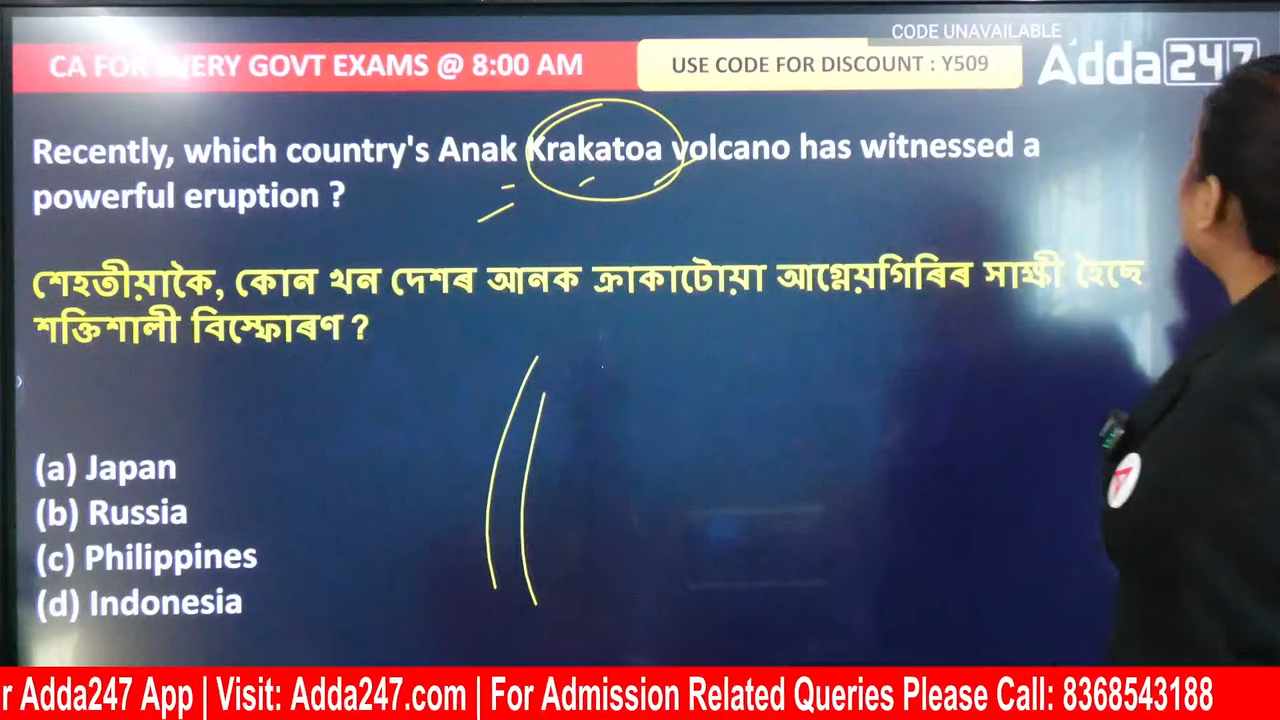 CODE UNAVAILABLE
CA FOR EVERY GOVT EXAMS @ 8:00 AM
USE CODE FOR DISCOUNT : Y509
Adda247
Recently, which country's Anak Krakatoa volcano has witnessed a
powerful eruption ?
শেহতীয়াকৈ, কোন খন দেশৰ আনক ক্ৰাকাটোয়া আগ্নেয়গিৰিৰ সাক্ষী হৈছে
শক্তিশালী বিস্ফোৰণ ?
(a) Japan
(b) Russia
(c) Philippines
(d) Indonesia
r Adda247 App | Visit: Adda247.com | For Admission Related Queries Please Call: 8368543188